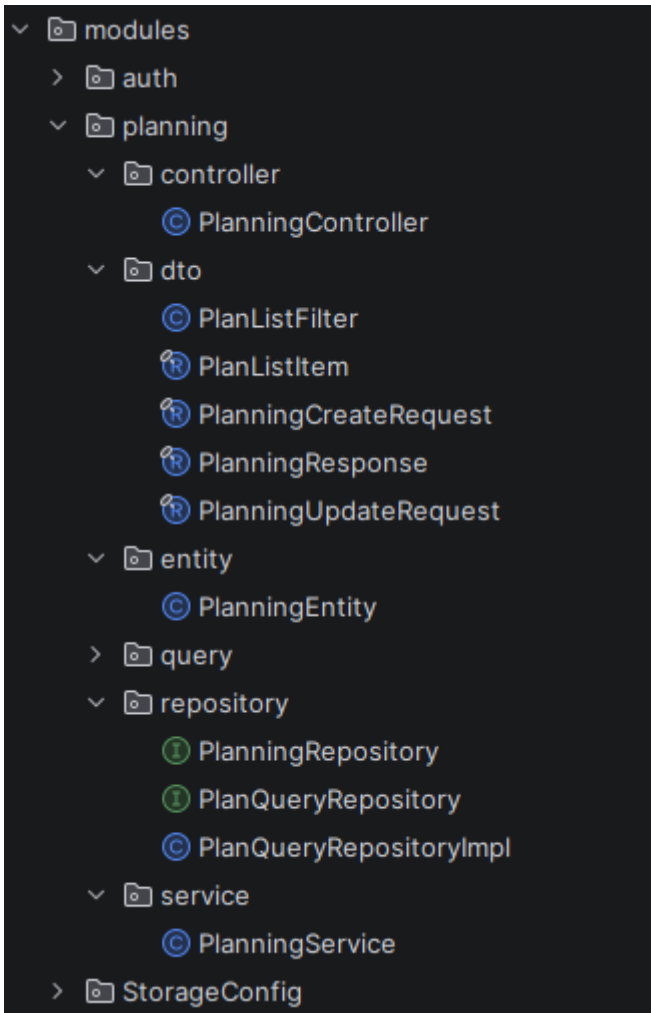 modules
auth
planning
controller
PlanningController
dto
PlanListFilter
PlanListItem
PlanningCreateRequest
PlanningResponse
PlanningUpdateRequest
entity
PlanningEntity
query
repository
PlanningRepository
PlanQueryRepository
PlanQueryRepositoryImpl
service
PlanningService
StorageConfig